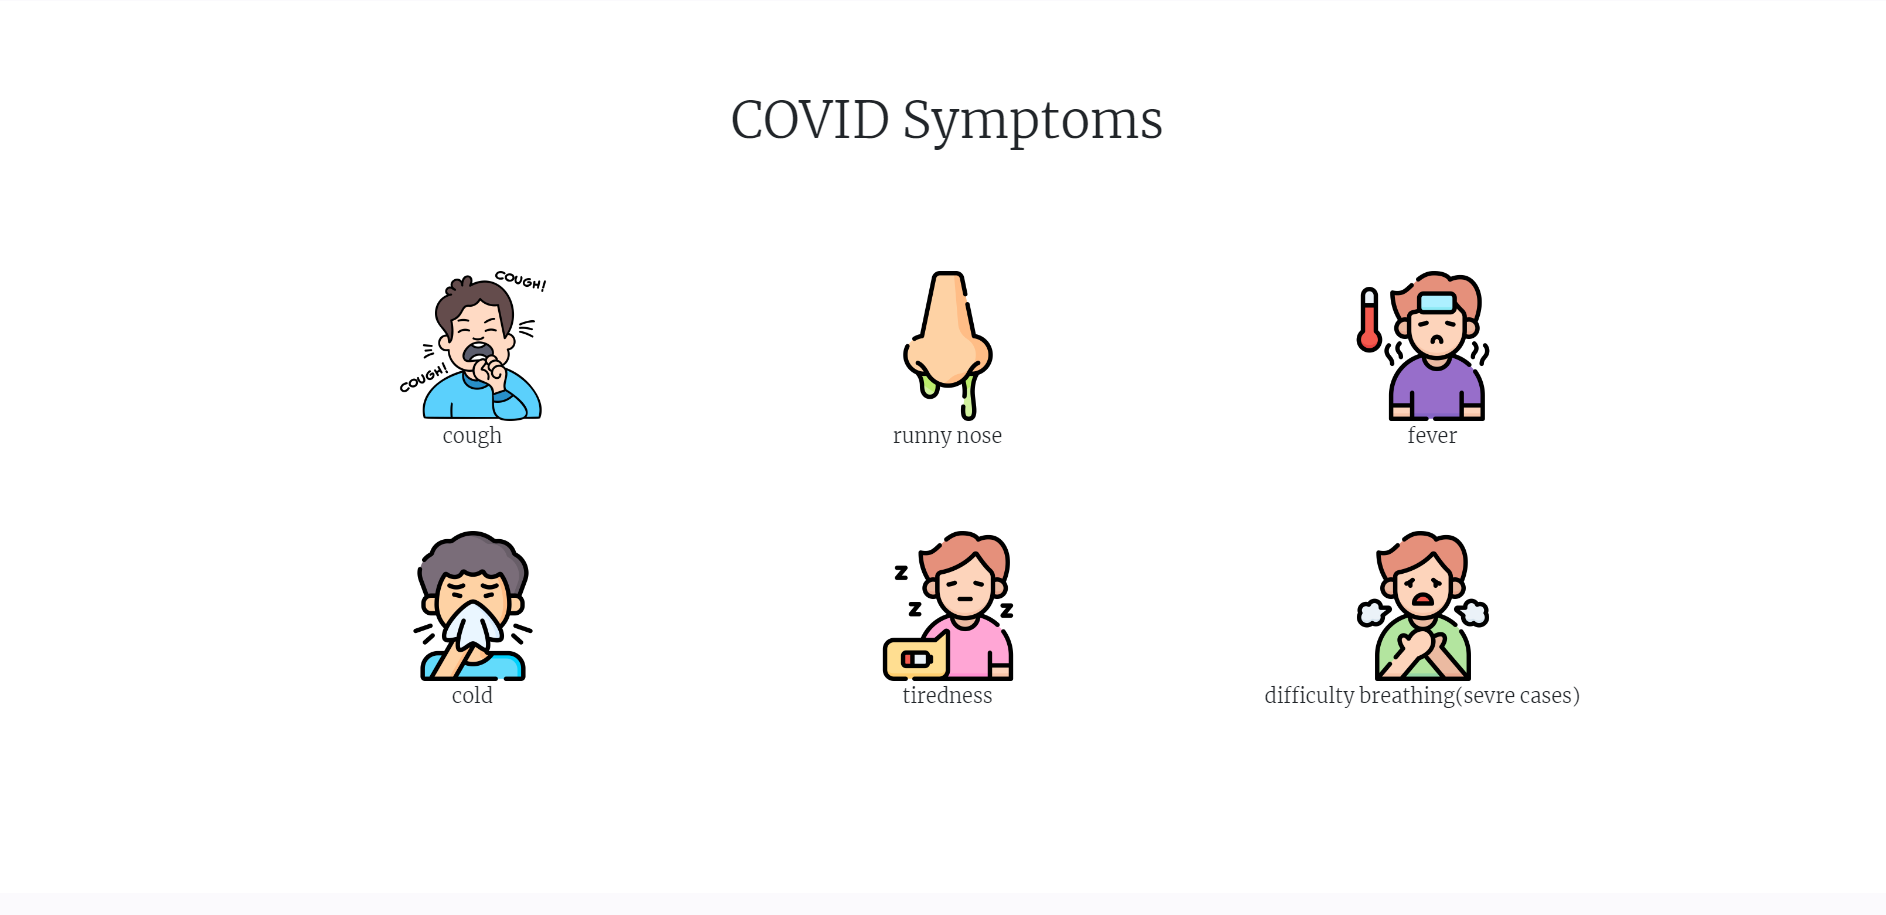 COVID Symptoms
COUGH!
COUGH!
cough
runny nose
fever
z
z
z
cold
tiredness
difficulty breathing(sevre cases)